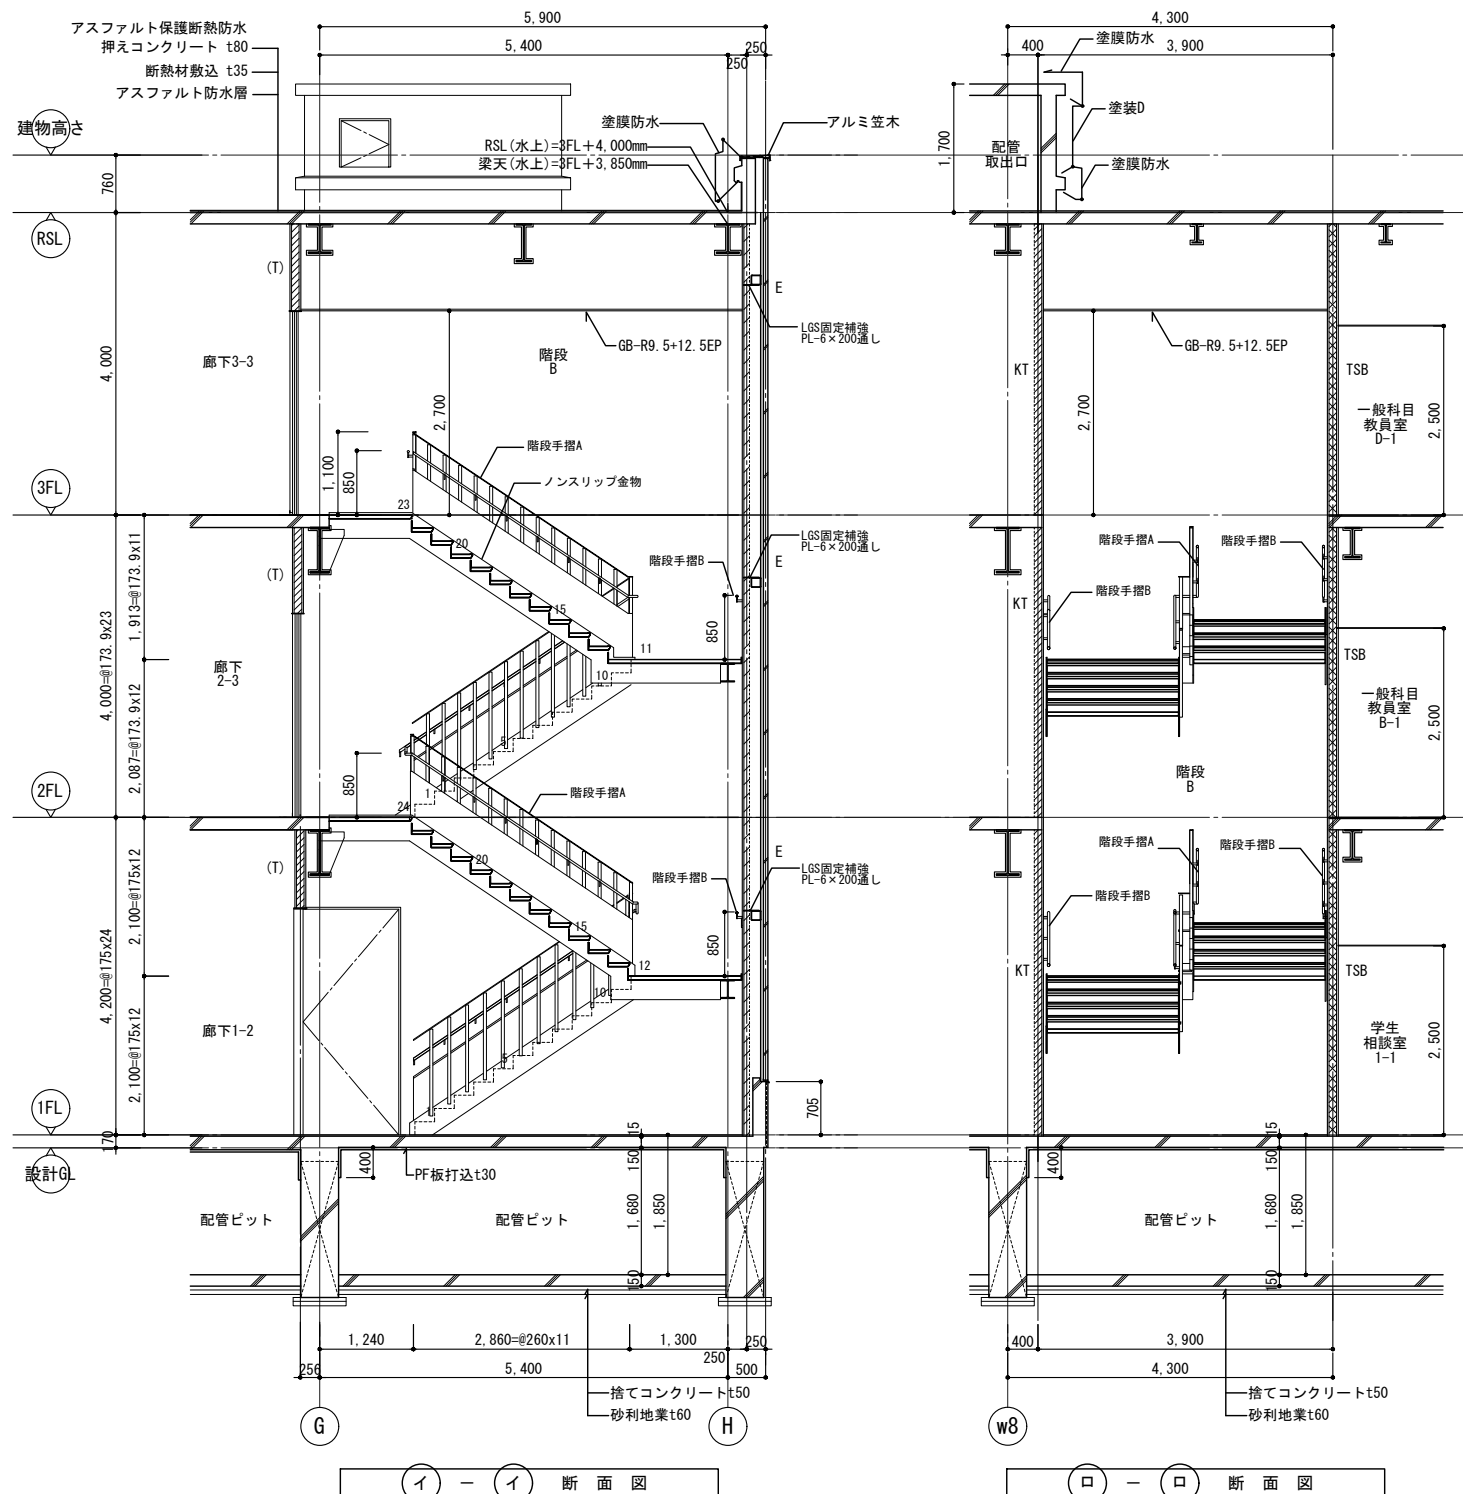 5,900
5,400
250
250
アスファルト保護断熱防水
押えコンクリート t80
断熱材敷込 t35
アスファルト防水層
建物高さ
760
RSL
塗膜防水
アルミ笠木
RSL(水上)=3FL+4,000mm
梁天(水上)=3FL+3,850mm
(T)
E
LGS固定補強
PL-6×200通し
GB-R9.5+12.5EP
階段
B
廊下3-3
4,000
2,700
1,100
850
階段手摺A
ノンスリップ金物
3FL
23
20
15
11
10
5
1
(T)
LGS固定補強
PL-6×200通し
E
階段手摺B
850
廊下
2-3
4,000=@173.9x23
1,913=@173.9x11
2,087=@173.9x12
850
2FL
24
20
15
12
10
5
階段手摺A
(T)
E
階段手摺B
LGS固定補強
PL-6×200通し
850
4,200=@175x24
2,100=@175x12
2,100=@175x12
廊下1-2
1FL
170
設計GL
705
15
150
400
PF板打込t30
配管ピット
配管ピット
1,680
1,850
150
1,240
2,860=@260x11
1,300
250
250
256
5,400
500
捨てコンクリートt50
砂利地業t60
G
H
イ － イ 断面図
4,300
400
3,900
塗膜防水
塗装D
塗膜防水
1,700
配管
取出口
GB-R9.5+12.5EP
KT
TSB
2,700
一般科目
教員室
D-1
2,500
階段手摺A
階段手摺B
階段手摺B
KT
TSB
一般科目
教員室
B-1
2,500
階段
B
階段手摺A
階段手摺B
階段手摺B
KT
TSB
学生
相談室
1-1
2,500
15
150
400
配管ピット
1,680
1,850
150
400
3,900
4,300
捨てコンクリートt50
砂利地業t60
w8
ロ － ロ 断面図